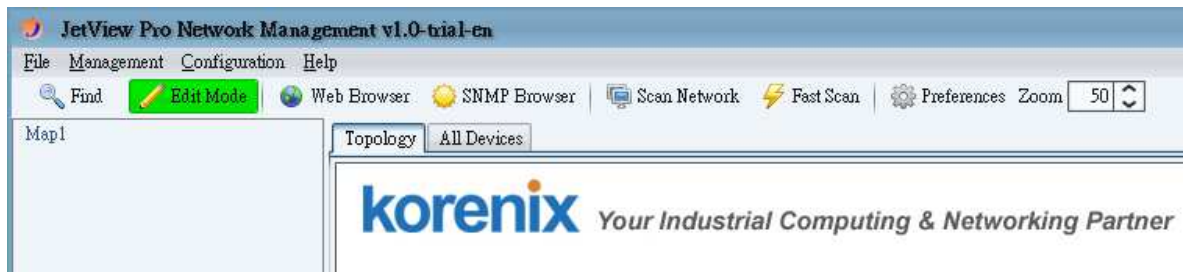 JetView Pro Network Management v1.0-trial-en
File Management Configuration Help
Find Edit Mode Web Browser SNMP Browser Scan Network Fast Scan Preferences Zoom 50
Map1
Topology All Devices
korenix Your Industrial Computing & Networking Partner